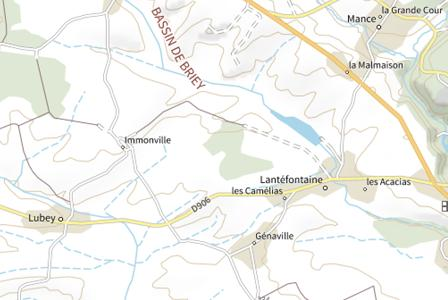 la Grande Cour
Mance
BASSIN DE BRIEY
la Malmaison
Immonville
Lantéfontaine
les Camélias
les Acacias
D906
Lubey
Génaville